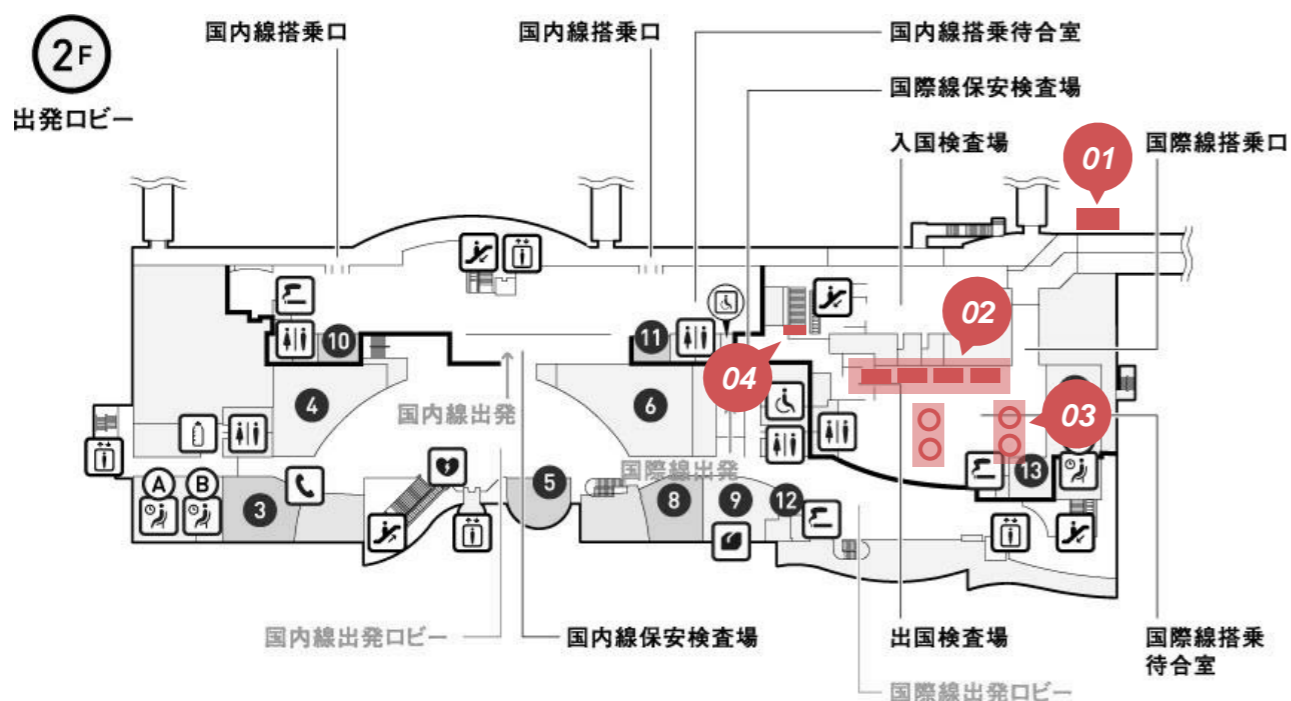 2F
出発ロビー
国内線搭乗口
国内線搭乗口
国内線搭乗待合室
国際線保安検査場
入国検査場
国際線搭乗口
01
02
10
11
04
4
6
国内線出発
03
国際線出発
13
A
B
3
5
8
9
12
国内線出発ロビー
国内線保安検査場
出国検査場
国際線搭乗
待合室
国際線出発ロビー